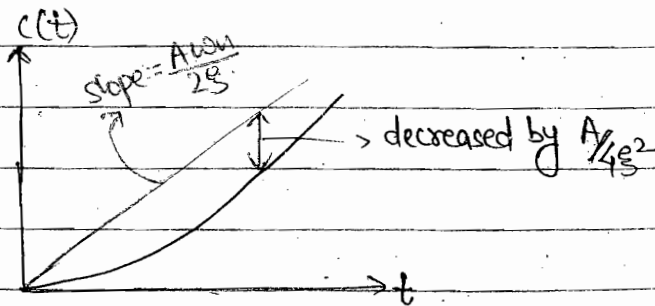 c(t)
slope = Aωn/2ξ
→ decreased by A/4ξ²
t